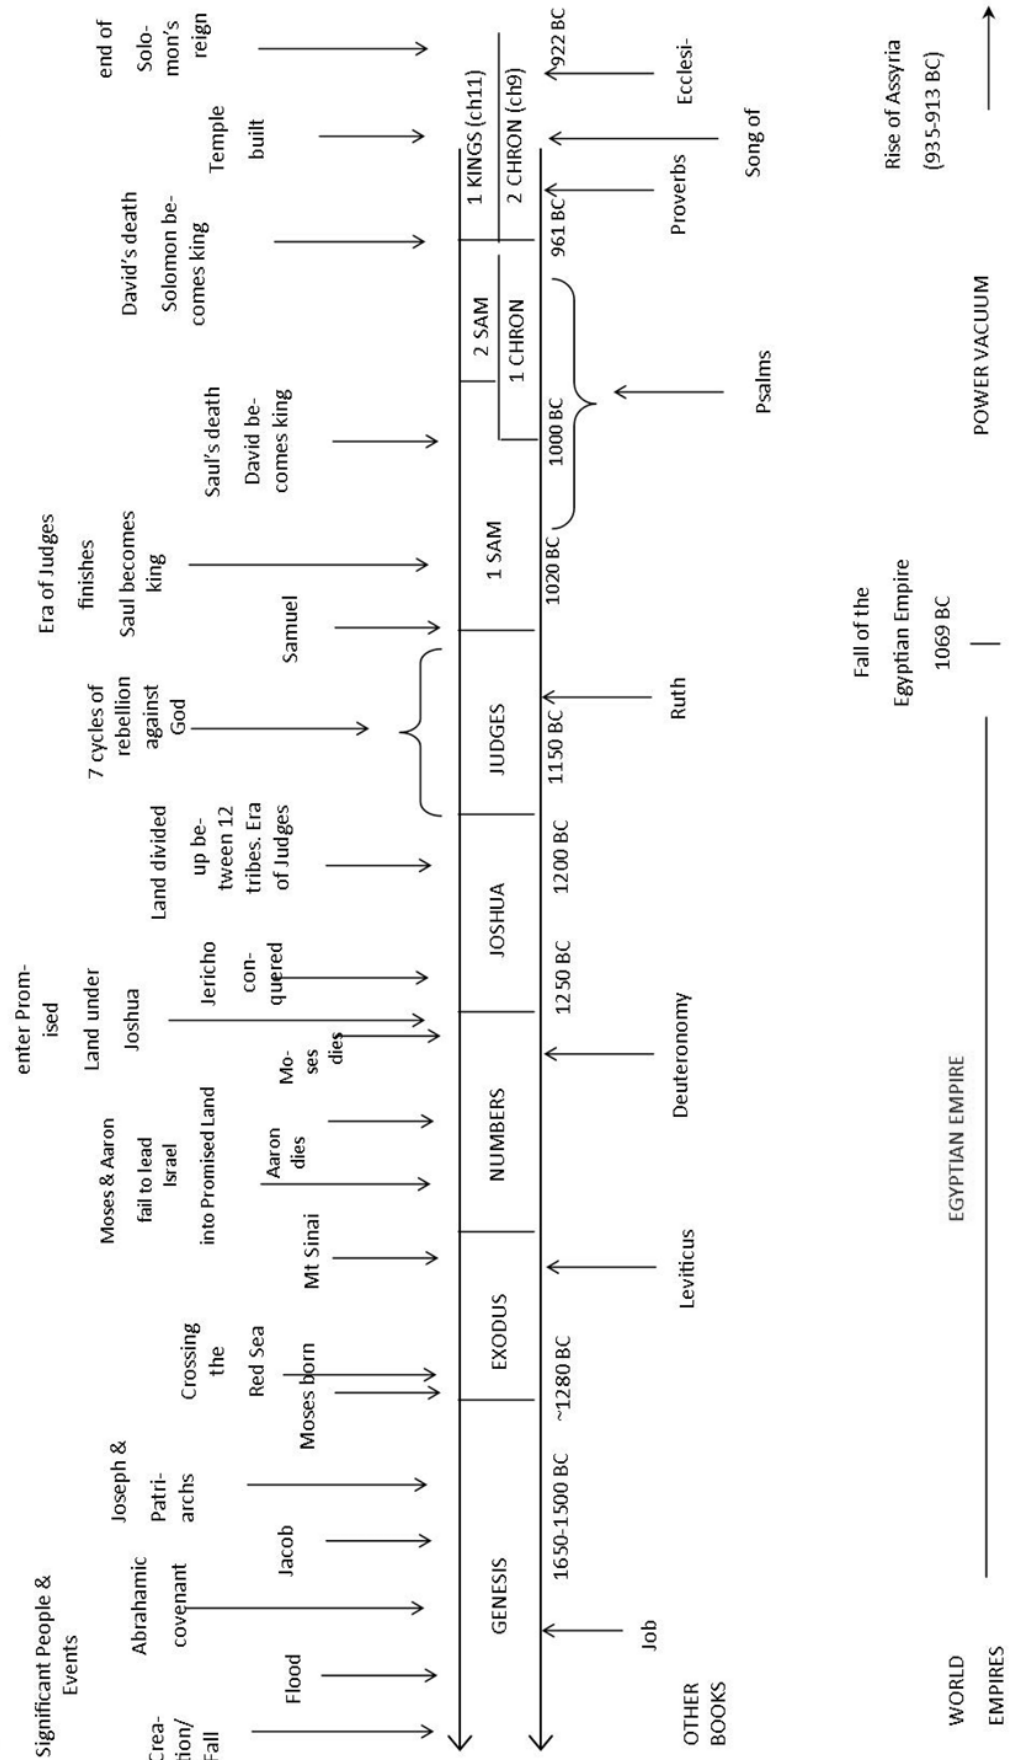 Significant People &
Events
Crea-
tion/
Fall
Flood
Abrahamic
covenant
Jacob
Joseph &
Patri-
archs
Moses born
Crossing
the
Red Sea
Mt Sinai
Moses & Aaron
fail to lead
Israel
into Promised Land
Aaron
dies
Mo-
ses
dies
enter Prom-
ised
Land under
Joshua
Jericho
con-
quered
Land divided
up be-
tween 12
tribes. Era
of Judges
7 cycles of
rebellion
against
God
Samuel
Era of Judges
finishes
Saul becomes
king
Saul's death
David be-
comes king
David's death
Solomon be-
comes king
Temple
built
end of
Solo-
mon's
reign
GENESIS
EXODUS
NUMBERS
JOSHUA
JUDGES
1 SAM
2 SAM
1 CHRON
1 KINGS (ch11)
2 CHRON (ch9)
1650-1500 BC
~1280 BC
1250 BC
1200 BC
1150 BC
1020 BC
1000 BC
961 BC
922 BC
OTHER
BOOKS
Job
Leviticus
Deuteronomy
Ruth
Psalms
Proverbs
Song of
Ecclesi-
WORLD
EMPIRES
EGYPTIAN EMPIRE
Fall of the
Egyptian Empire
1069 BC
POWER VACUUM
Rise of Assyria
(935-913 BC)